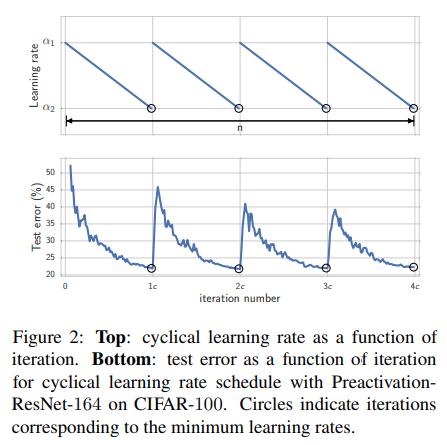 Learning rate
α1
α2
n
Test error (%)
50
45
40
35
30
25
20
0 1c 2c 3c 4c
iteration number
Figure 2: Top: cyclical learning rate as a function of
iteration. Bottom: test error as a function of iteration
for cyclical learning rate schedule with Preactivation-
ResNet-164 on CIFAR-100. Circles indicate iterations
corresponding to the minimum learning rates.